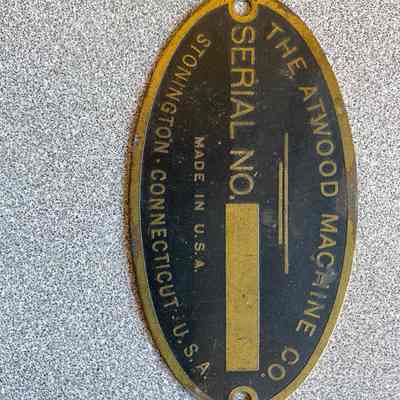 THE ATWOOD MACHINE CO.
SERIAL NO.
MADE IN U.S.A.
STONINGTON · CONNECTICUT · U.S.A.